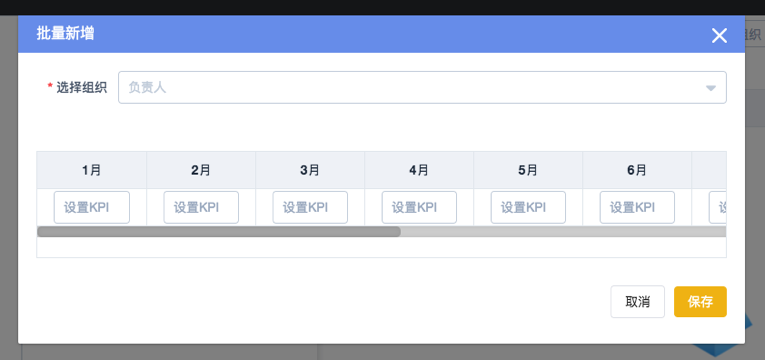 批量新增
组织
* 选择组织 负责人
1月 2月 3月 4月 5月 6月
设置KPI 设置KPI 设置KPI 设置KPI 设置KPI 设置KPI
取消 保存